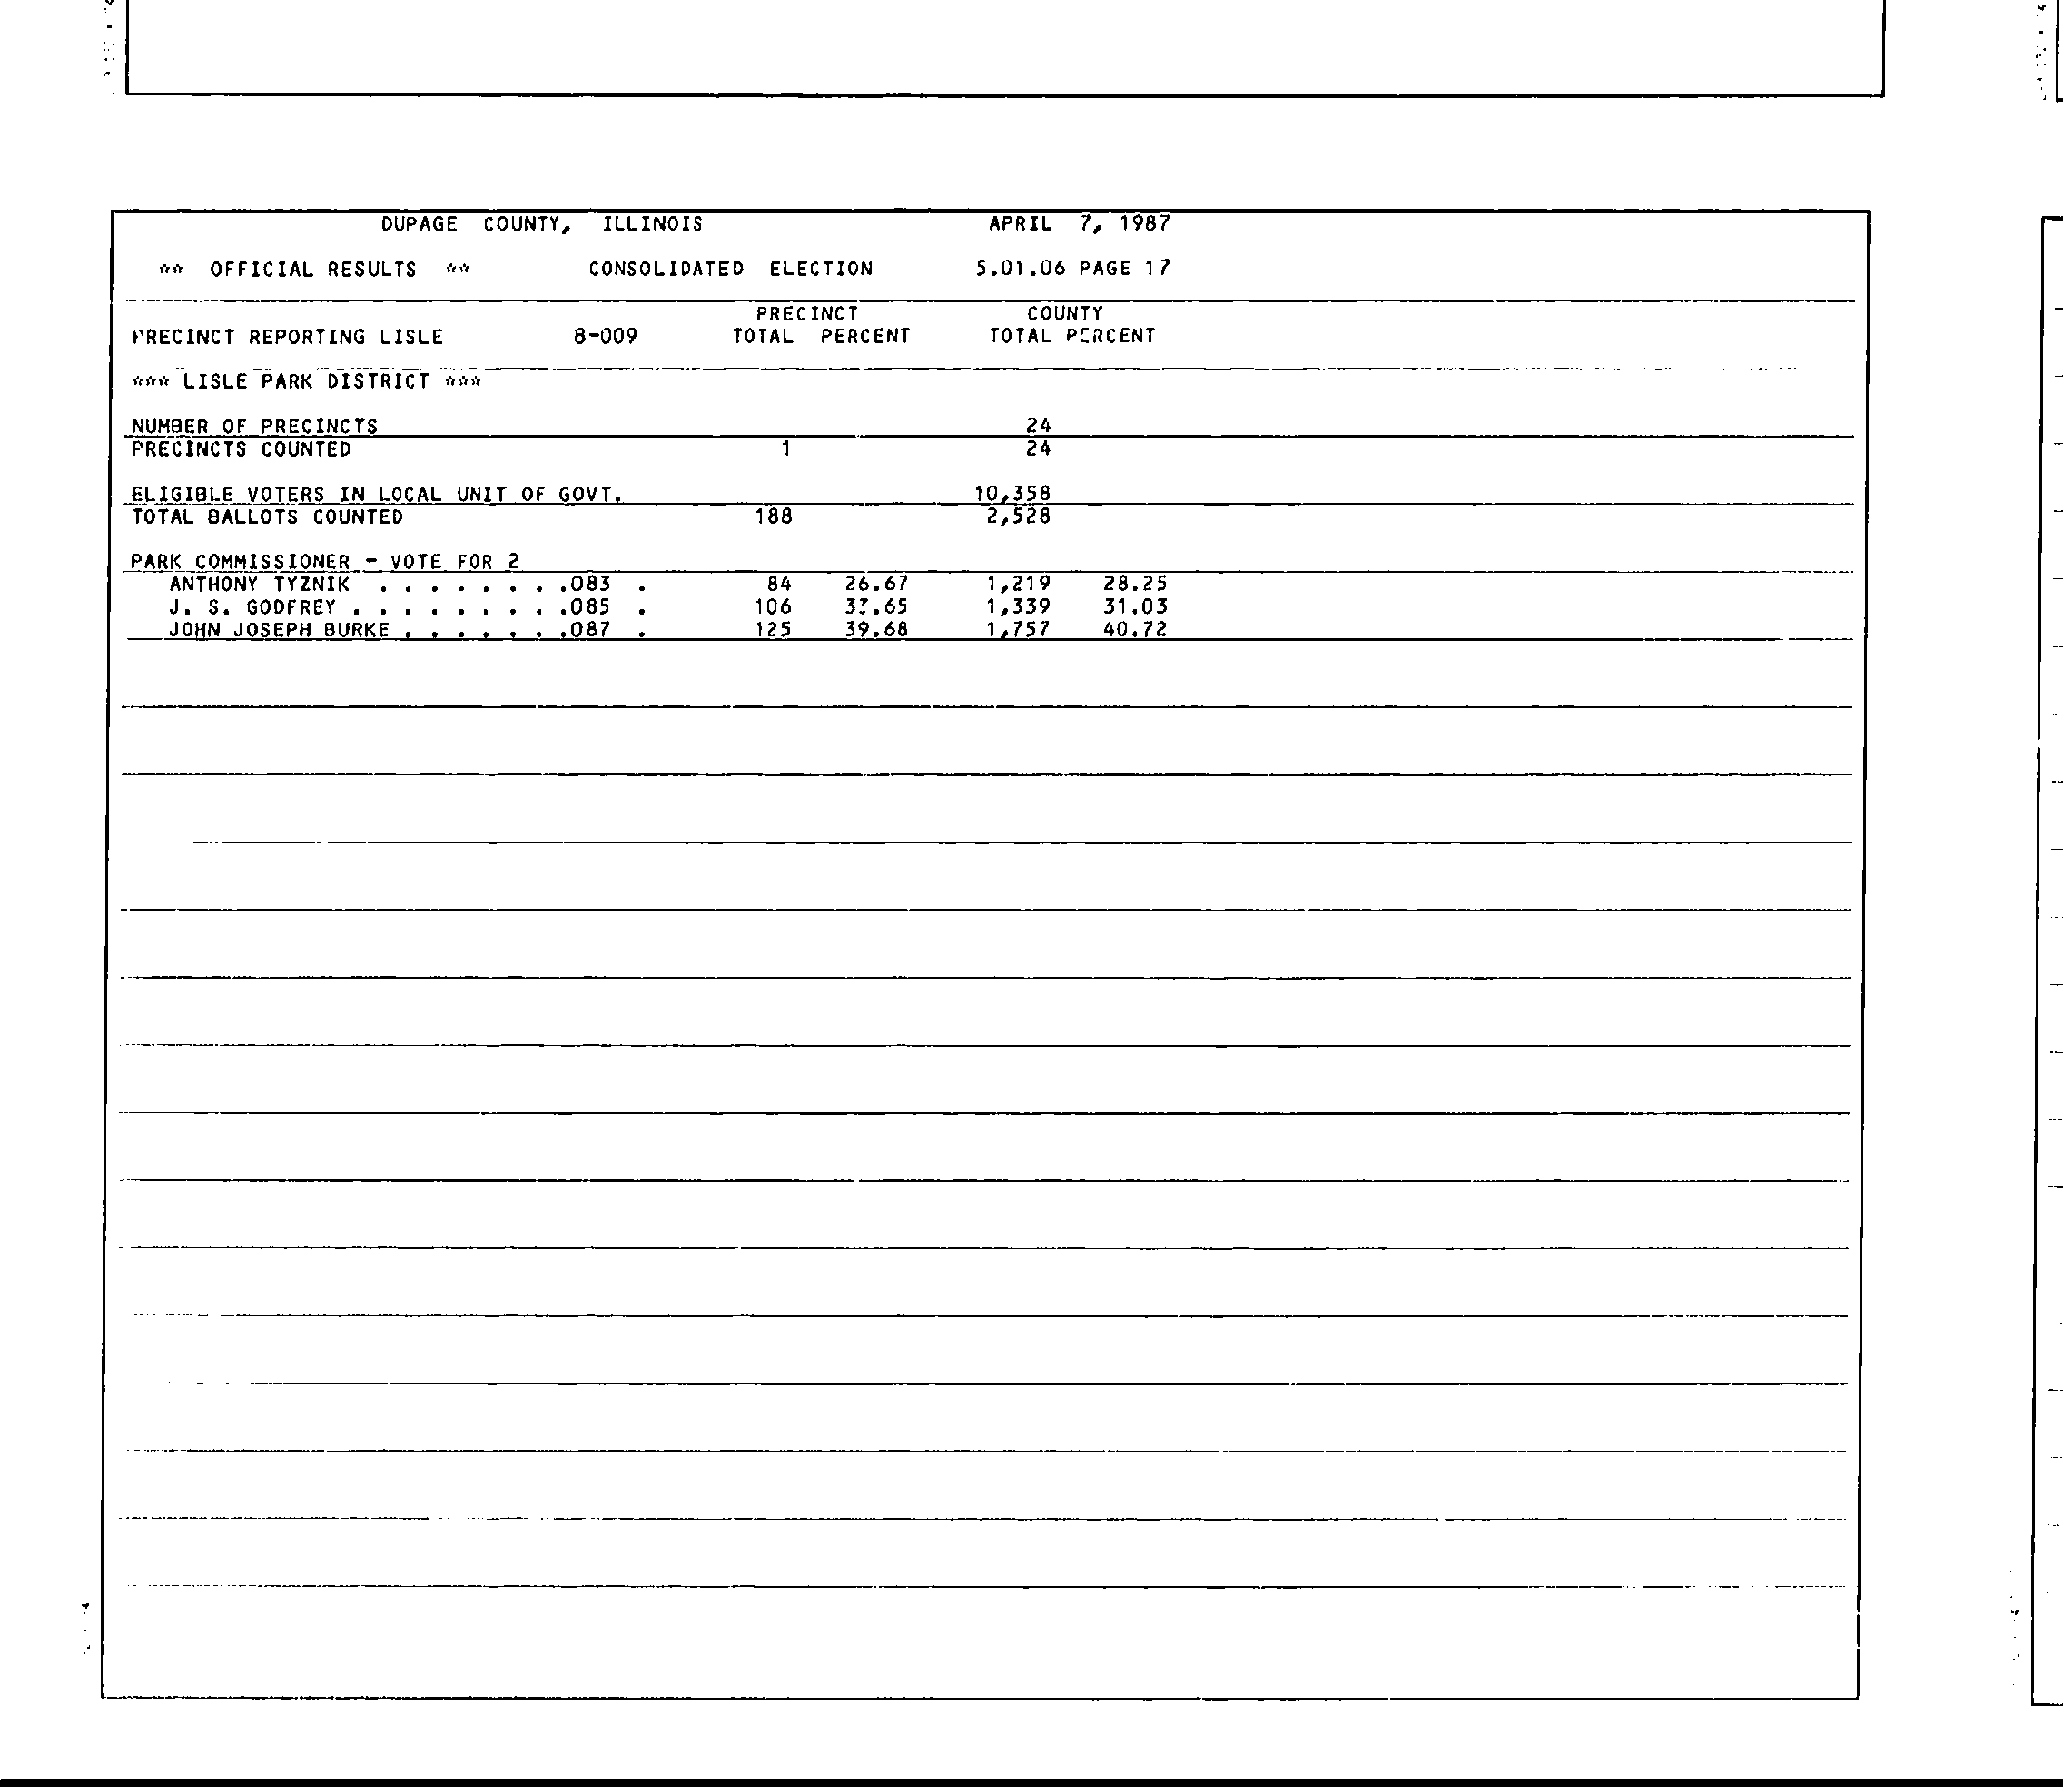 DUPAGE COUNTY, ILLINOIS APRIL 7, 1987
** OFFICIAL RESULTS ** CONSOLIDATED ELECTION 5.01.06 PAGE 17
PRECINCT COUNTY
PRECINCT REPORTING LISLE 8-009 TOTAL PERCENT TOTAL PERCENT
*** LISLE PARK DISTRICT ***
NUMBER OF PRECINCTS 24
PRECINCTS COUNTED 1 24
ELIGIBLE VOTERS IN LOCAL UNIT OF GOVT. 10,358
TOTAL BALLOTS COUNTED 188 2,528
PARK COMMISSIONER - VOTE FOR 2
ANTHONY TYZNIK . . . . . . . .083 . 84 26.67 1,219 28.25
J. S. GODFREY . . . . . . . . .085 . 106 33.65 1,339 31.03
JOHN JOSEPH BURKE . . . . . . .087 . 125 39.68 1,757 40.72